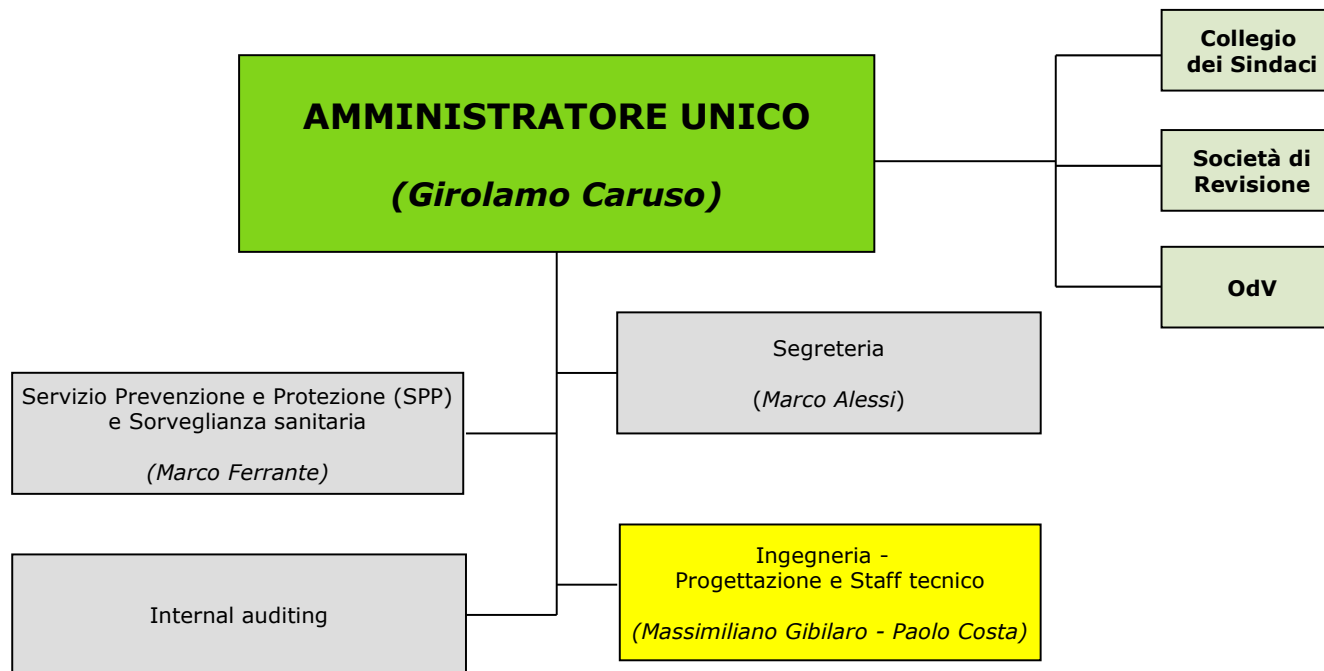 AMMINISTRATORE UNICO
(Girolamo Caruso)
Collegio
dei Sindaci
Società di
Revisione
OdV
Segreteria
(Marco Alessi)
Servizio Prevenzione e Protezione (SPP)
e Sorveglianza sanitaria
(Marco Ferrante)
Ingegneria -
Progettazione e Staff tecnico
(Massimiliano Gibilaro - Paolo Costa)
Internal auditing